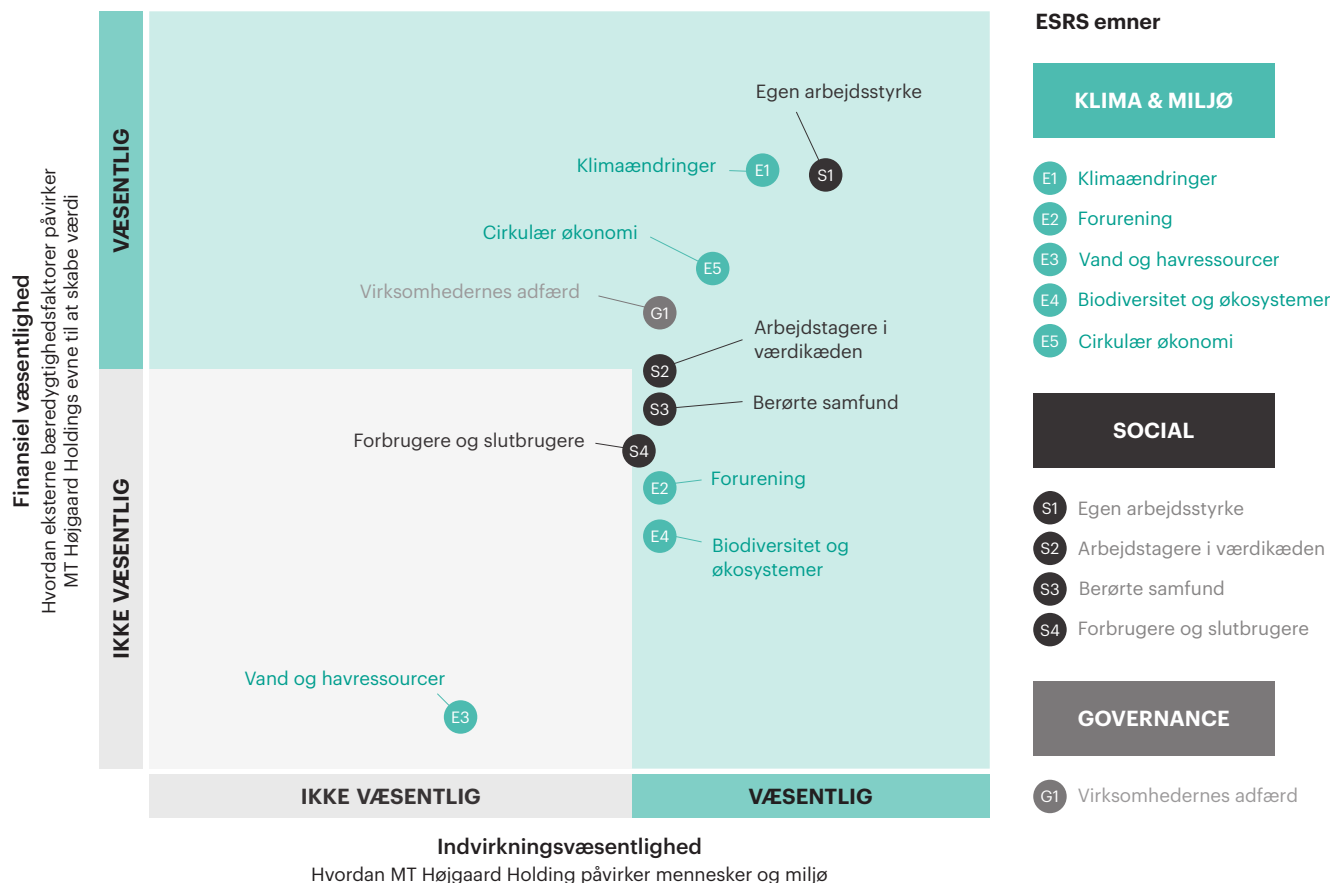 Finansiel væsentlighed
Hvordan eksterne bæredygtighedsfaktorer påvirker
MT Højgaard Holdings evne til at skabe værdi
VÆSENTLIG
IKKE VÆSENTLIG
Egen arbejdsstyrke
S1
Klimaændringer
E1
Cirkulær økonomi
E5
Virksomhedernes adfærd
G1
Arbejdstagere i
værdikæden
S2
Berørte samfund
S3
Forbrugere og slutbrugere
S4
Forurening
E2
Biodiversitet og
økosystemer
E4
Vand og havressourcer
E3
IKKE VÆSENTLIG
VÆSENTLIG
Indvirkningsvæsentlighed
Hvordan MT Højgaard Holding påvirker mennesker og miljø
ESRS emner
KLIMA & MILJØ
E1 Klimaændringer
E2 Forurening
E3 Vand og havressourcer
E4 Biodiversitet og økosystemer
E5 Cirkulær økonomi
SOCIAL
S1 Egen arbejdsstyrke
S2 Arbejdstagere i værdikæden
S3 Berørte samfund
S4 Forbrugere og slutbrugere
GOVERNANCE
G1 Virksomhedernes adfærd